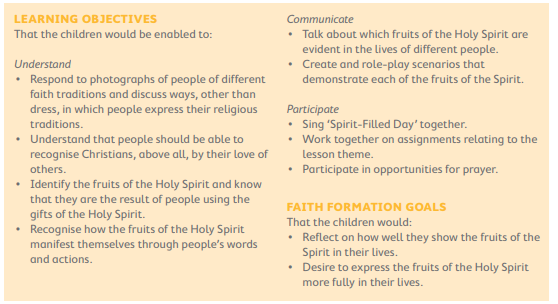 LEARNING OBJECTIVES
That the children would be enabled to:
Understand
• Respond to photographs of people of different
faith traditions and discuss ways, other than
dress, in which people express their religious
traditions.
• Understand that people should be able to
recognise Christians, above all, by their love of
others.
• Identify the fruits of the Holy Spirit and know
that they are the result of people using the
gifts of the Holy Spirit.
• Recognise how the fruits of the Holy Spirit
manifest themselves through people's words
and actions.
Communicate
• Talk about which fruits of the Holy Spirit are
evident in the lives of different people.
• Create and role-play scenarios that
demonstrate each of the fruits of the Spirit.
Participate
• Sing 'Spirit-Filled Day' together.
• Work together on assignments relating to the
lesson theme.
• Participate in opportunities for prayer.
FAITH FORMATION GOALS
That the children would:
• Reflect on how well they show the fruits of the
Spirit in their lives.
• Desire to express the fruits of the Holy Spirit
more fully in their lives.